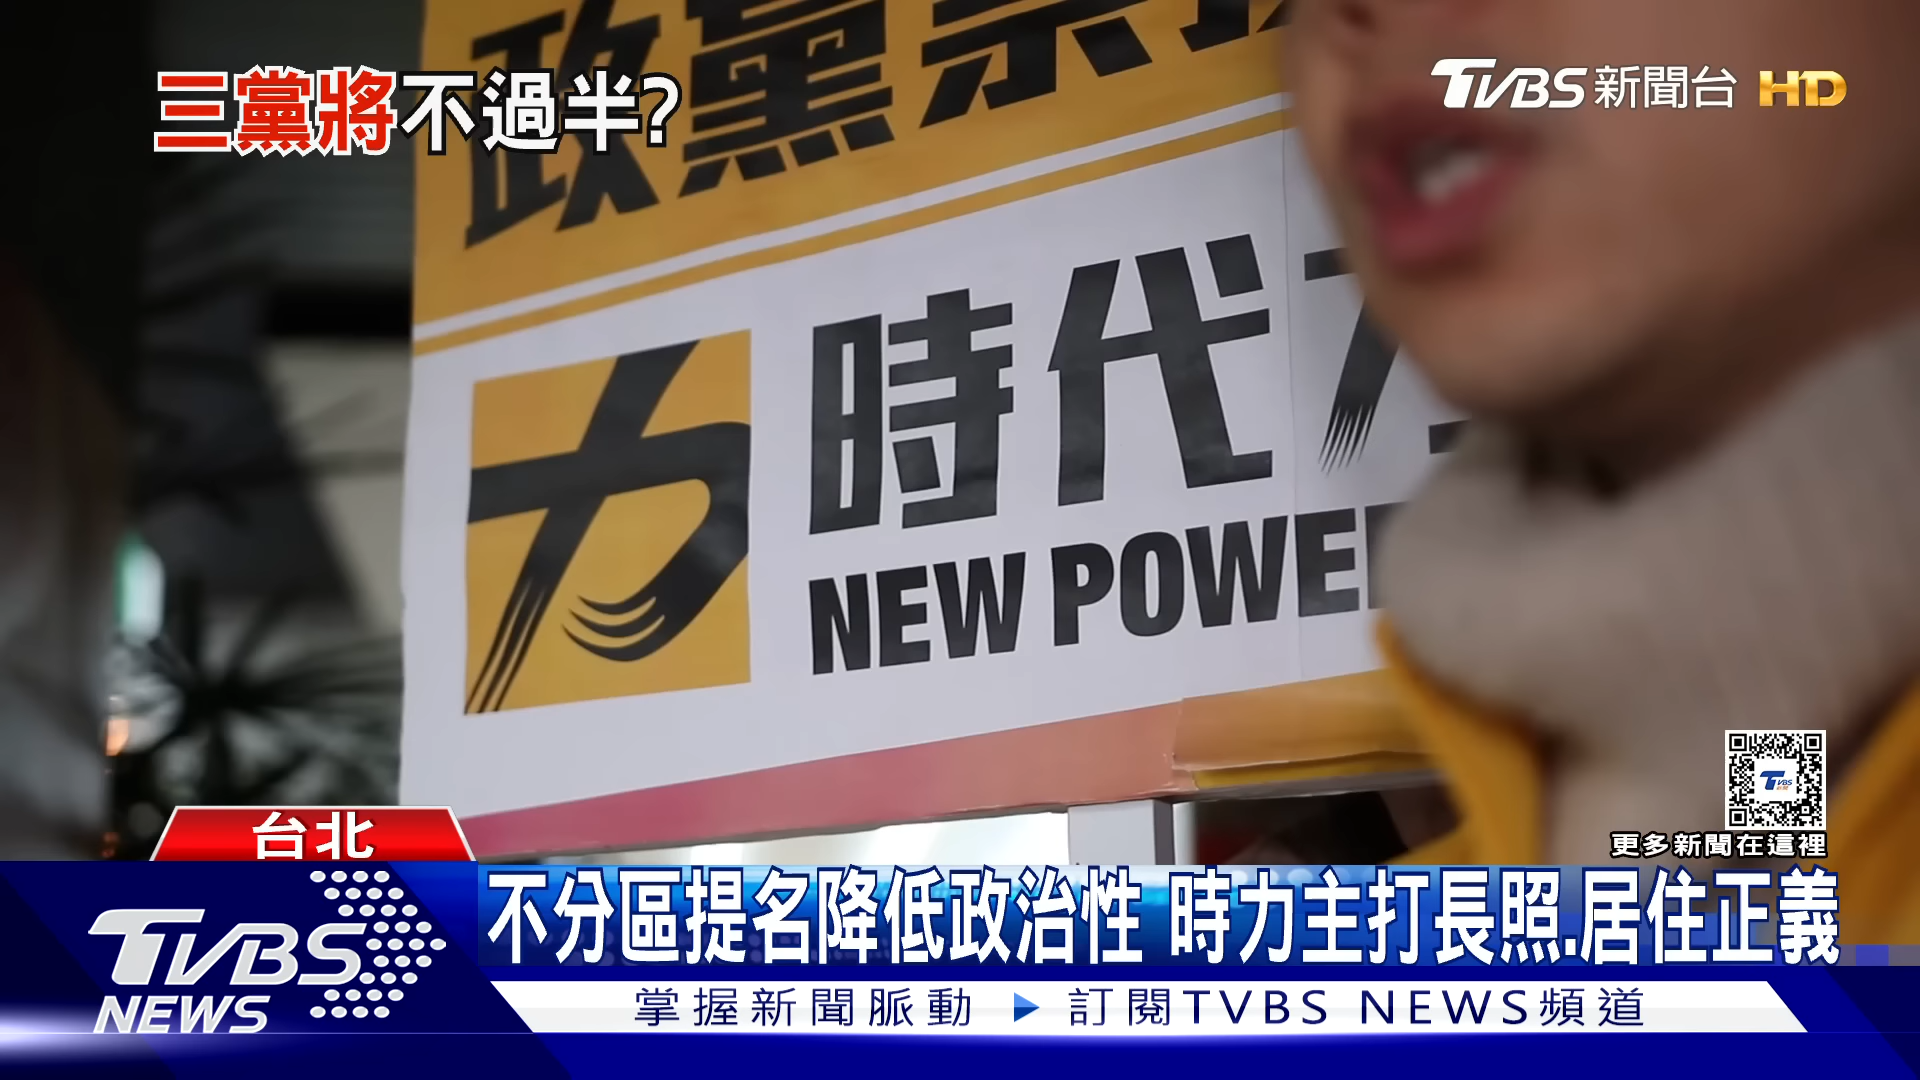 三黨將不過半?
TVBS新聞台 HD
政黨票
時代力
NEW POWER
更多新聞在這裡
台北
不分區提名降低政治性 時力主打長照.居住正義
TVBS NEWS
掌握新聞脈動 ▶ 訂閱TVBS NEWS頻道